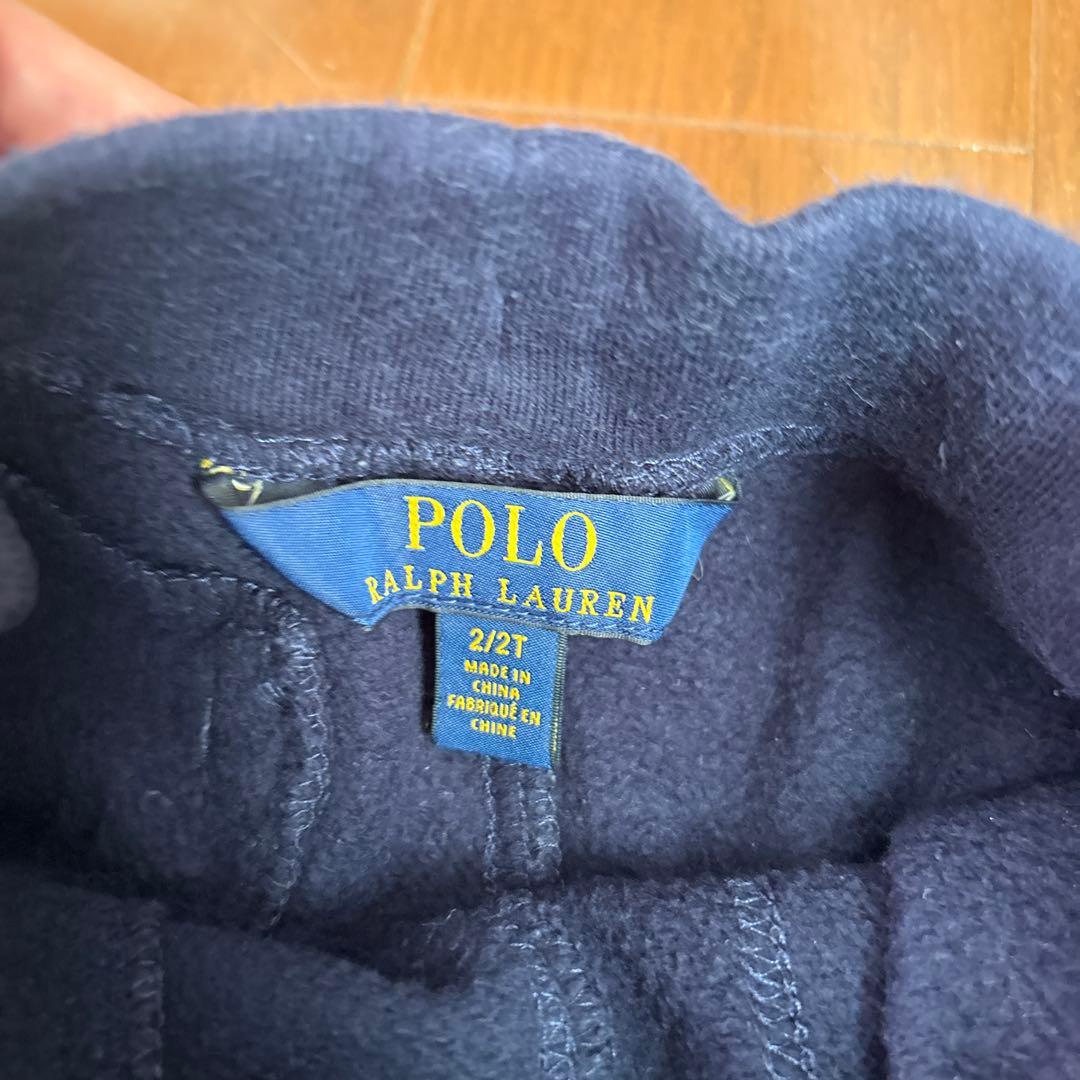 POLO
RALPH LAUREN
2/2T
MADE IN
CHINA
FABRIQUÉ EN
CHINE